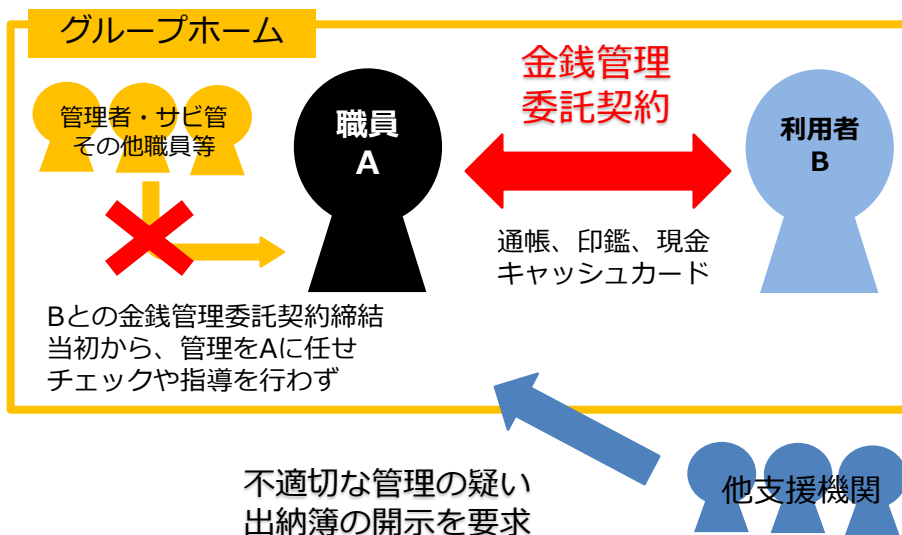 グループホーム
管理者・サビ管
その他職員等
職員
A
金銭管理
委託契約
利用者
B
通帳、印鑑、現金
キャッシュカード
Bとの金銭管理委託契約締結
当初から、管理をAに任せ
チェックや指導を行わず
不適切な管理の疑い
出納簿の開示を要求
他支援機関